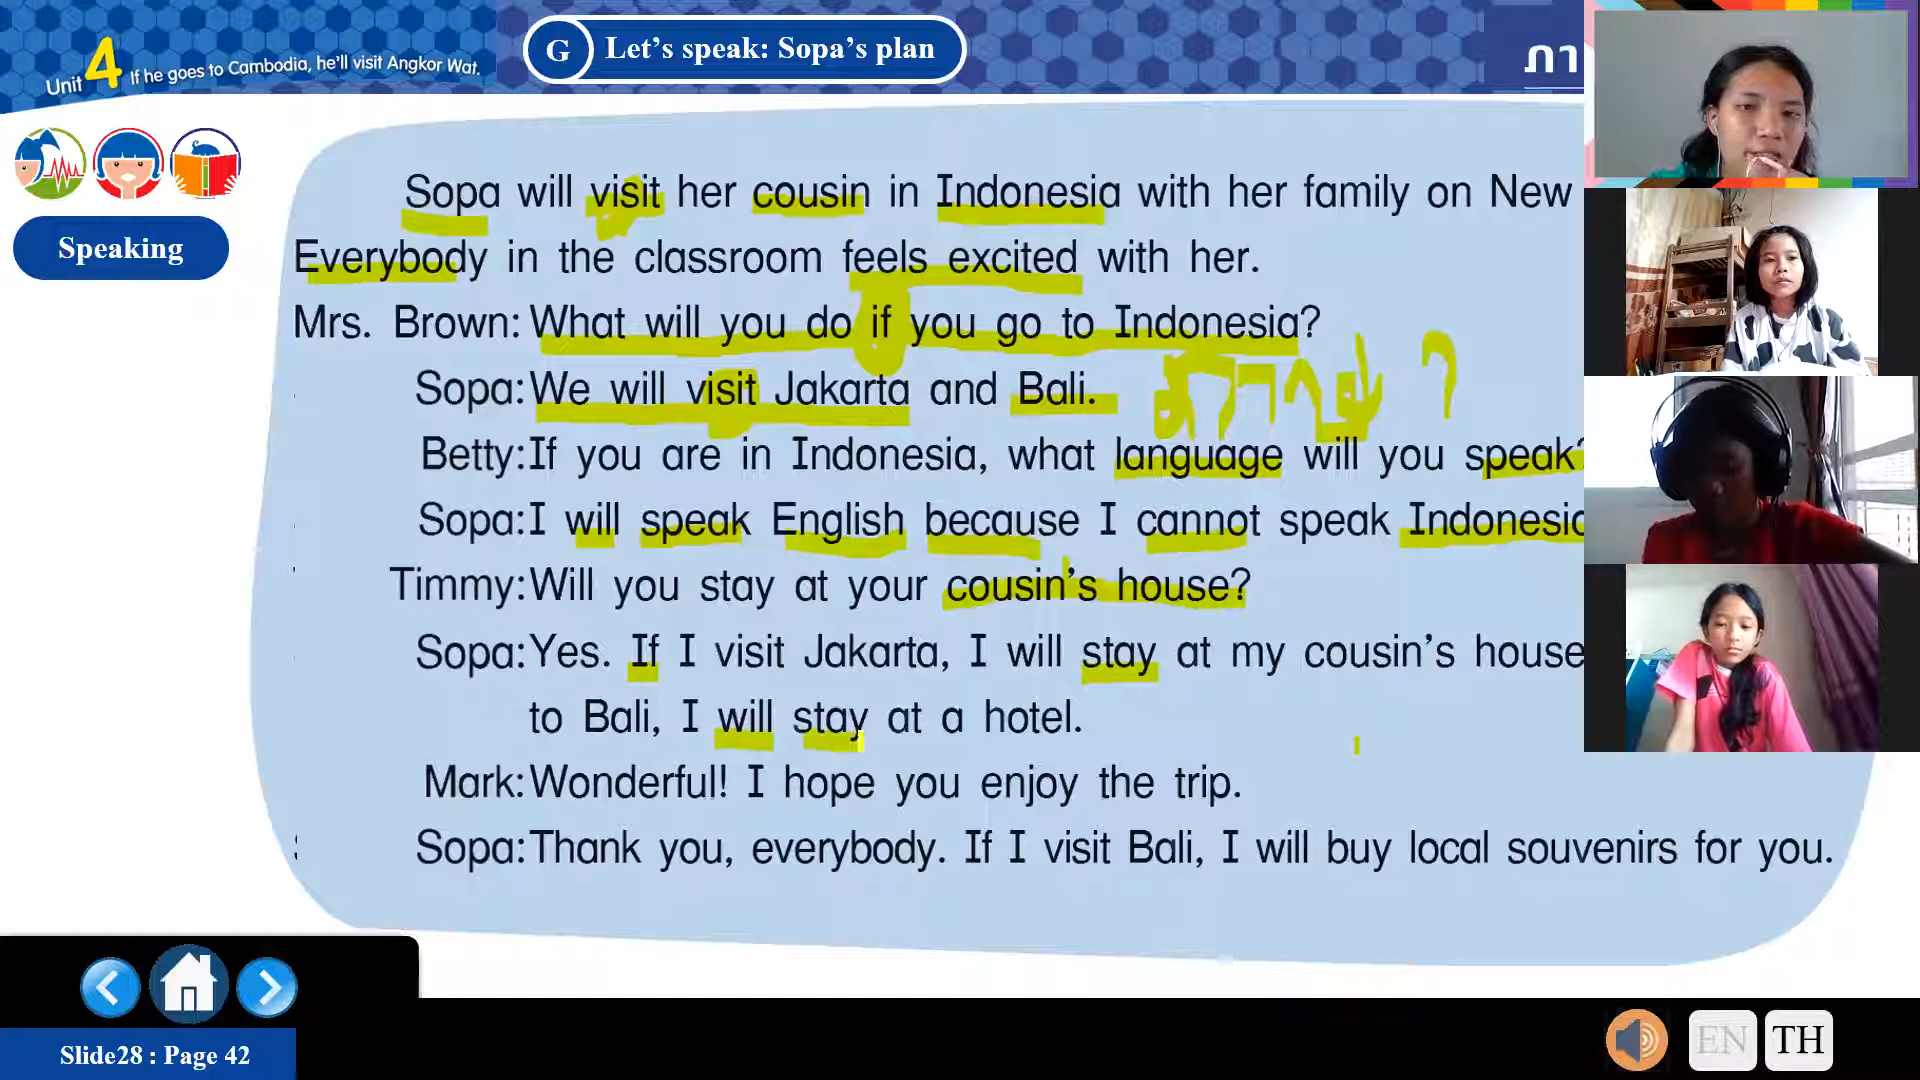 Unit 4 If he goes to Cambodia, he'll visit Angkor Wat.
G Let's speak: Sopa's plan
ภา
Speaking
Sopa will visit her cousin in Indonesia with her family on New
Everybody in the classroom feels excited with her.
Mrs. Brown: What will you do if you go to Indonesia?
Sopa: We will visit Jakarta and Bali.
Betty: If you are in Indonesia, what language will you speak?
Sopa: I will speak English because I cannot speak
Timmy: Will you stay at your cousin's house?
Sopa: Yes. If I visit Jakarta, I will stay at my cousin's house
to Bali, I will stay at a hotel.
Mark: Wonderful! I hope you enjoy the trip.
Sopa: Thank you, everybody. If I visit Bali, I will buy local souvenirs for you.
Slide28 : Page 42
EN TH